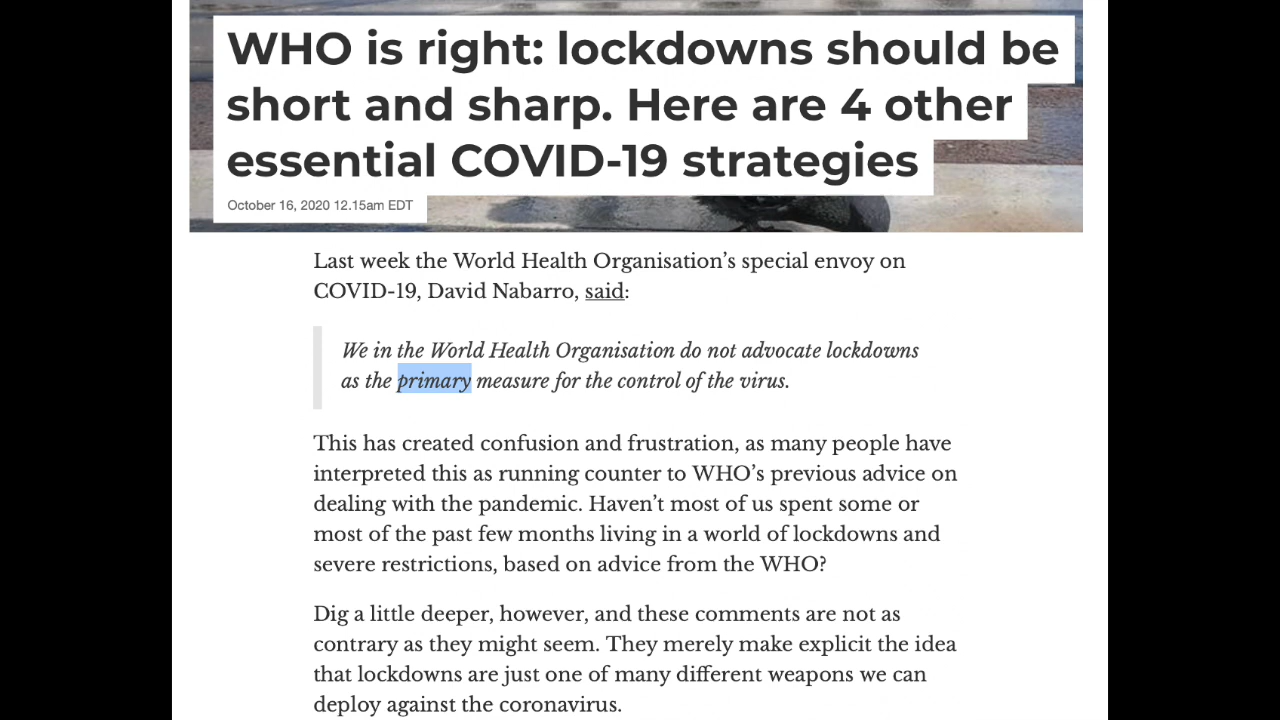 WHO is right: lockdowns should be
short and sharp. Here are 4 other
essential COVID-19 strategies
October 16, 2020 12.15am EDT
Last week the World Health Organisation’s special envoy on
COVID-19, David Nabarro, said:
We in the World Health Organisation do not advocate lockdowns
as the primary measure for the control of the virus.
This has created confusion and frustration, as many people have
interpreted this as running counter to WHO’s previous advice on
dealing with the pandemic. Haven’t most of us spent some or
most of the past few months living in a world of lockdowns and
severe restrictions, based on advice from the WHO?
Dig a little deeper, however, and these comments are not as
contrary as they might seem. They merely make explicit the idea
that lockdowns are just one of many different weapons we can
deploy against the coronavirus.